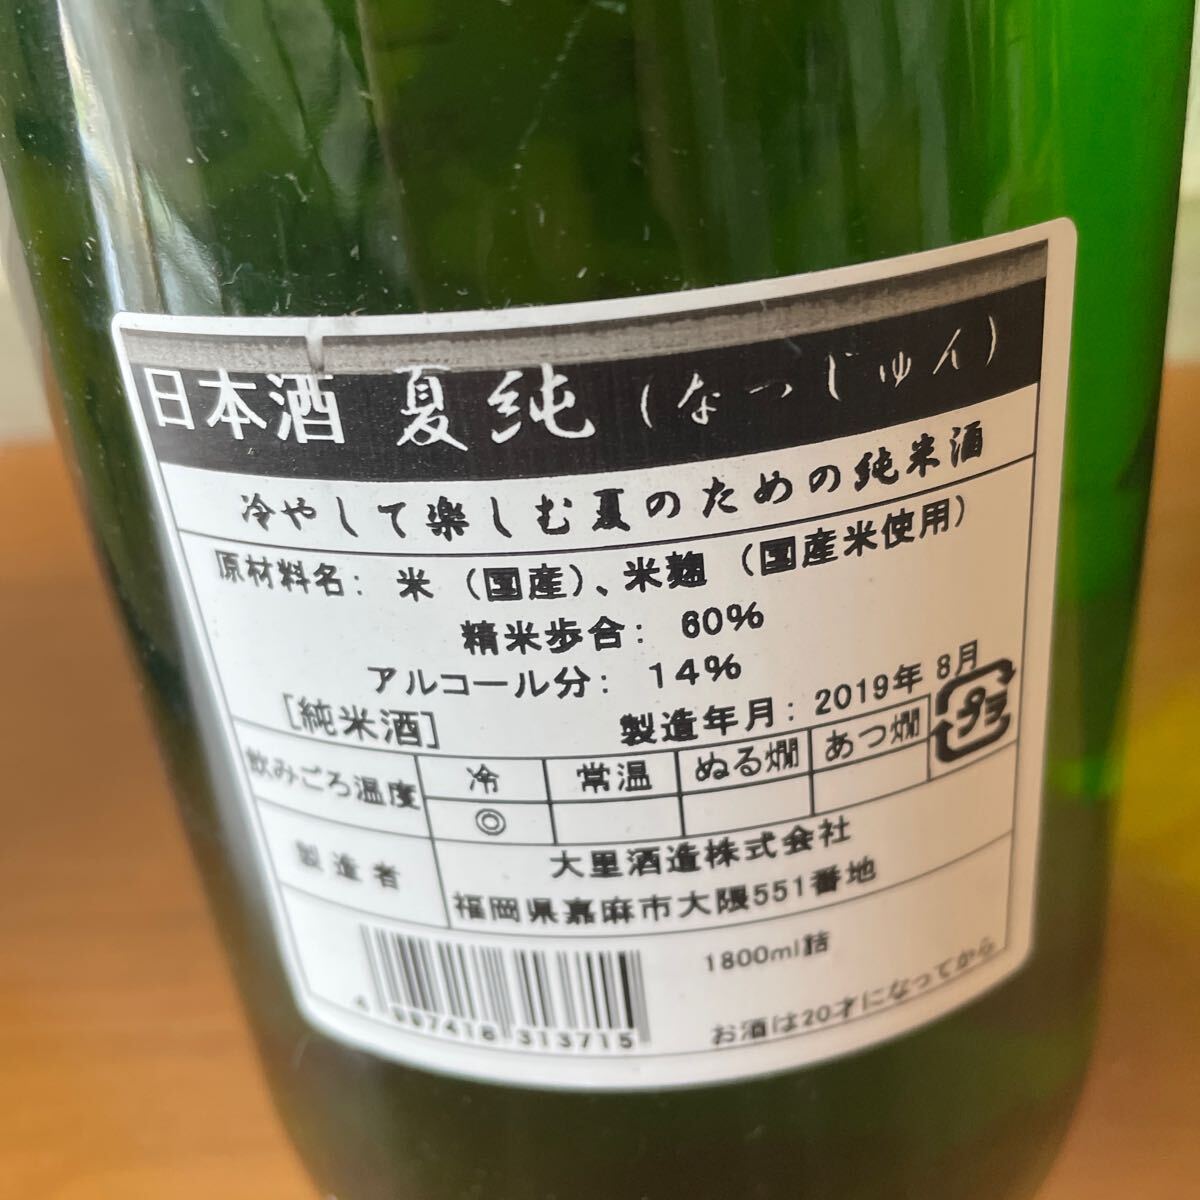 日本酒 夏純（なつじゅん）
冷やして楽しむ夏のための純米酒
原材料名：米（国産）、米麹（国産米使用）
精米歩合：60%
アルコール分：14%
［純米酒］ 製造年月：2019年 8月
プラ
飲みごろ温度 冷 常温 ぬる燗 あつ燗
◎
製造者 大里酒造株式会社
福岡県嘉麻市大隈551番地
1800ml詰
お酒は20才になってから
313715